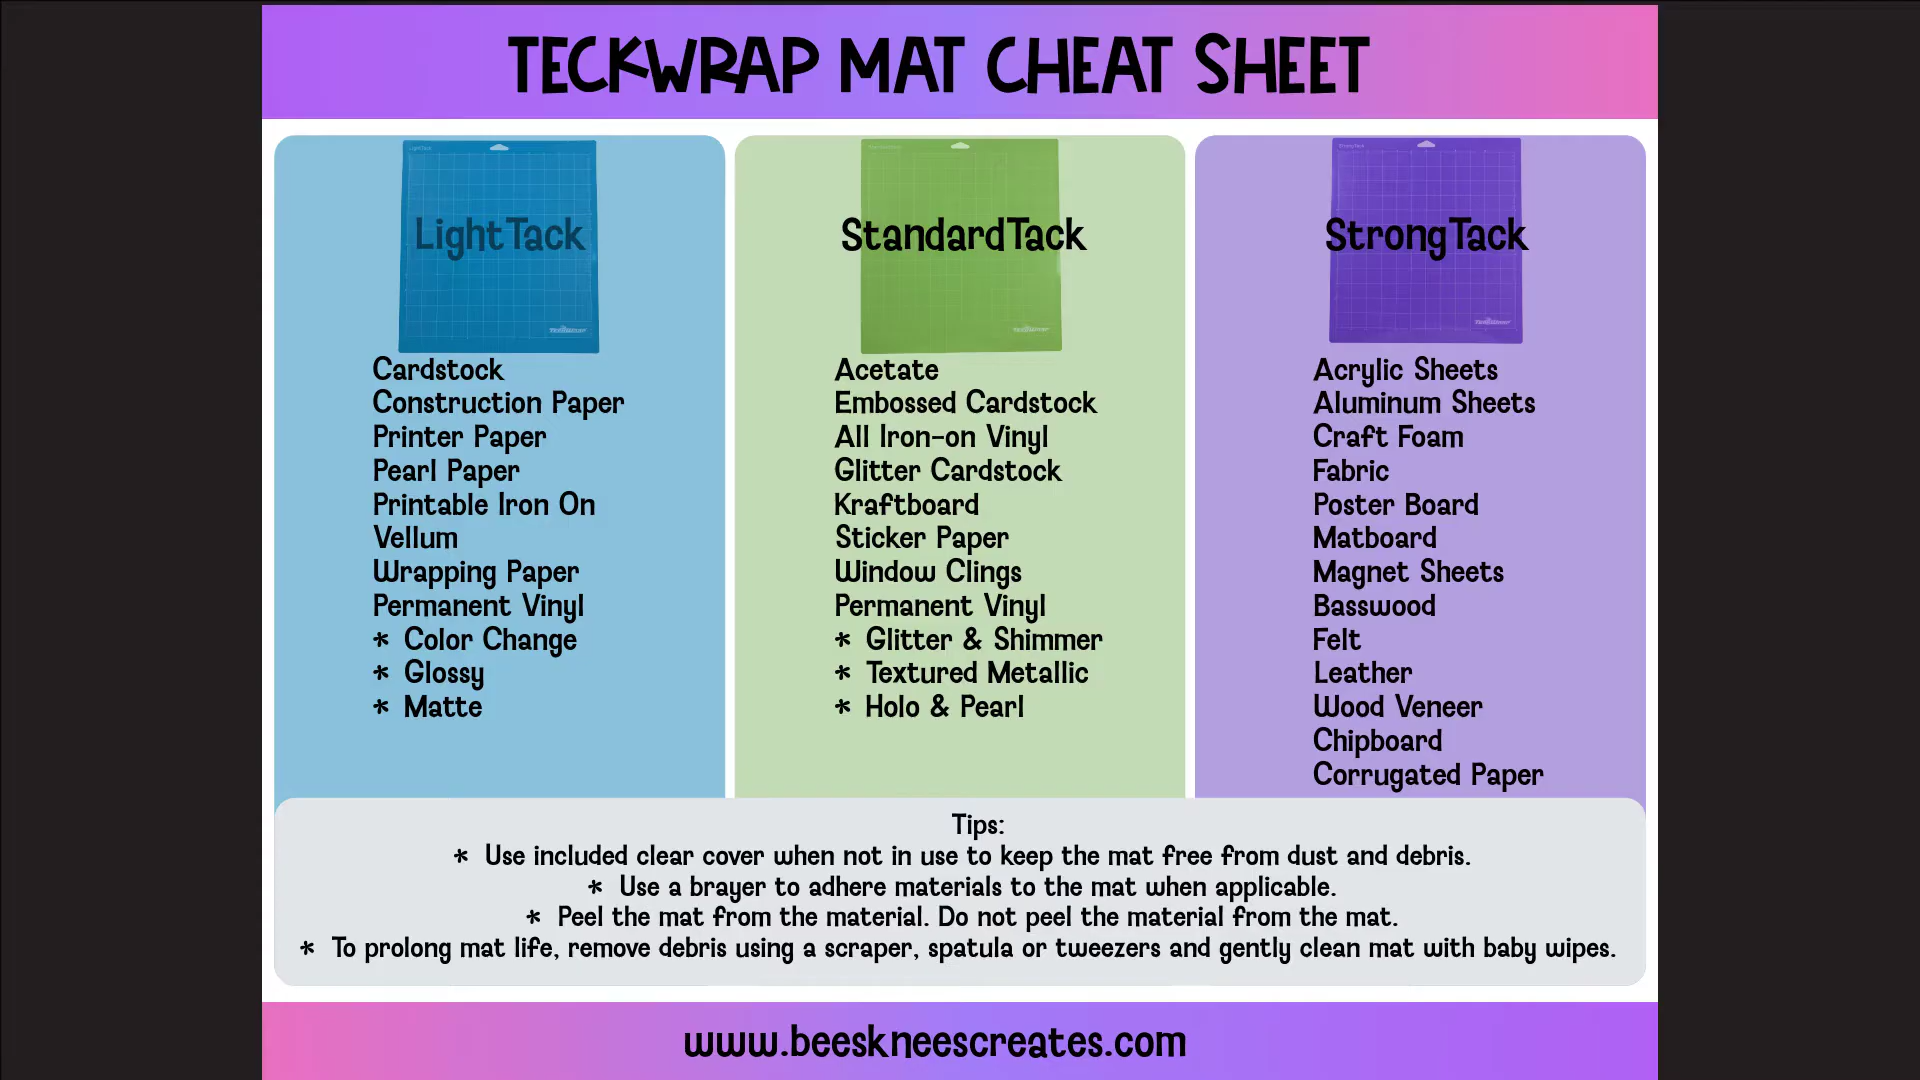 TECKWRAP MAT CHEAT SHEET
LightTack
Cardstock
Construction Paper
Printer Paper
Pearl Paper
Printable Iron On
Vellum
Wrapping Paper
Permanent Vinyl
* Color Change
* Glossy
* Matte
StandardTack
Acetate
Embossed Cardstock
All Iron-on Vinyl
Glitter Cardstock
Kraftboard
Sticker Paper
Window Clings
Permanent Vinyl
* Glitter & Shimmer
* Textured Metallic
* Holo & Pearl
StrongTack
Acrylic Sheets
Aluminum Sheets
Craft Foam
Fabric
Poster Board
Matboard
Magnet Sheets
Basswood
Felt
Leather
Wood Veneer
Chipboard
Corrugated Paper
Tips:
* Use included clear cover when not in use to keep the mat free from dust and debris.
* Use a brayer to adhere materials to the mat when applicable.
* Peel the mat from the material. Do not peel the material from the mat.
* To prolong mat life, remove debris using a scraper, spatula or tweezers and gently clean mat with baby wipes.
www.beeskneescreates.com